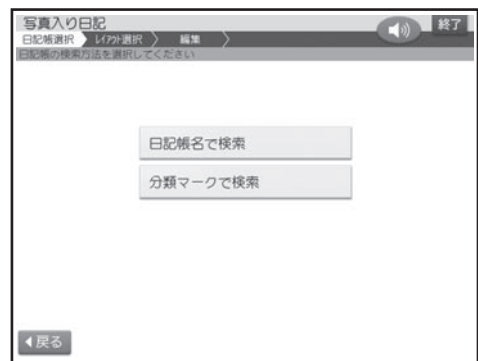 写真入り日記
終了
日記帳選択 レイアウト選択 編集
日記帳の検索方法を選択してください
日記帳名で検索
分類マークで検索
戻る